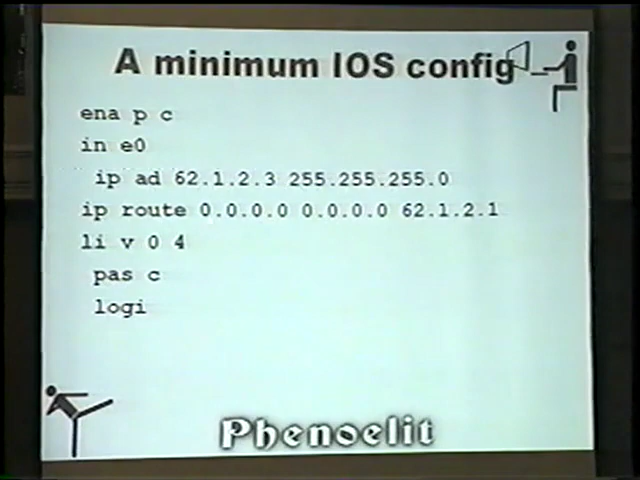 A minimum IOS config
ena p c
in e0
ip ad 62.1.2.3 255.255.255.0
ip route 0.0.0.0 0.0.0.0 62.1.2.1
li v 0 4
pas c
logi
Phenoelit